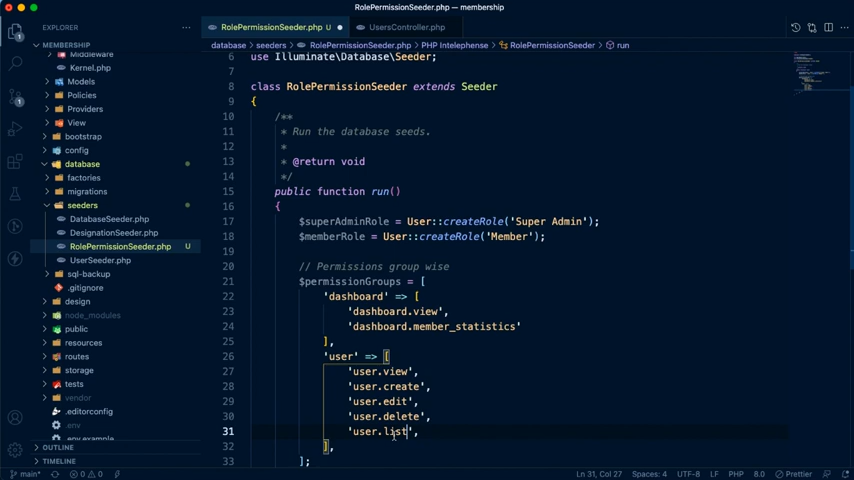 RolePermissionSeeder.php — membership
EXPLORER
RolePermissionSeeder.php U
UsersController.php
MEMBERSHIP
database > seeders > RolePermissionSeeder.php > PHP Intelephense > RolePermissionSeeder > run
Middleware
Kernel.php
Models
Policies
Providers
View
bootstrap
config
database
factories
migrations
seeders
DatabaseSeeder.php
DesignationSeeder.php
RolePermissionSeeder.php U
UserSeeder.php
sql-backup
.gitignore
design
node_modules
public
resources
routes
storage
tests
vendor
.editorconfig
.env
.env.example
OUTLINE
TIMELINE
6 use Illuminate\Database\Seeder;
7
8 class RolePermissionSeeder extends Seeder
9 {
10 /**
11 * Run the database seeds.
12 *
13 * @return void
14 */
15 public function run()
16 {
17 $superAdminRole = User::createRole('Super Admin');
18 $memberRole = User::createRole('Member');
19
20 // Permissions group wise
21 $permissionGroups = [
22 'dashboard' => [
23 'dashboard.view',
24 'dashboard.member_statistics'
25 ],
26 'user' => [
27 'user.view',
28 'user.create',
29 'user.edit',
30 'user.delete',
31 'user.list',
32 ],
33 ];
main* 0 0 Ln 31, Col 27 Spaces: 4 UTF-8 LF PHP 8.0 Prettier